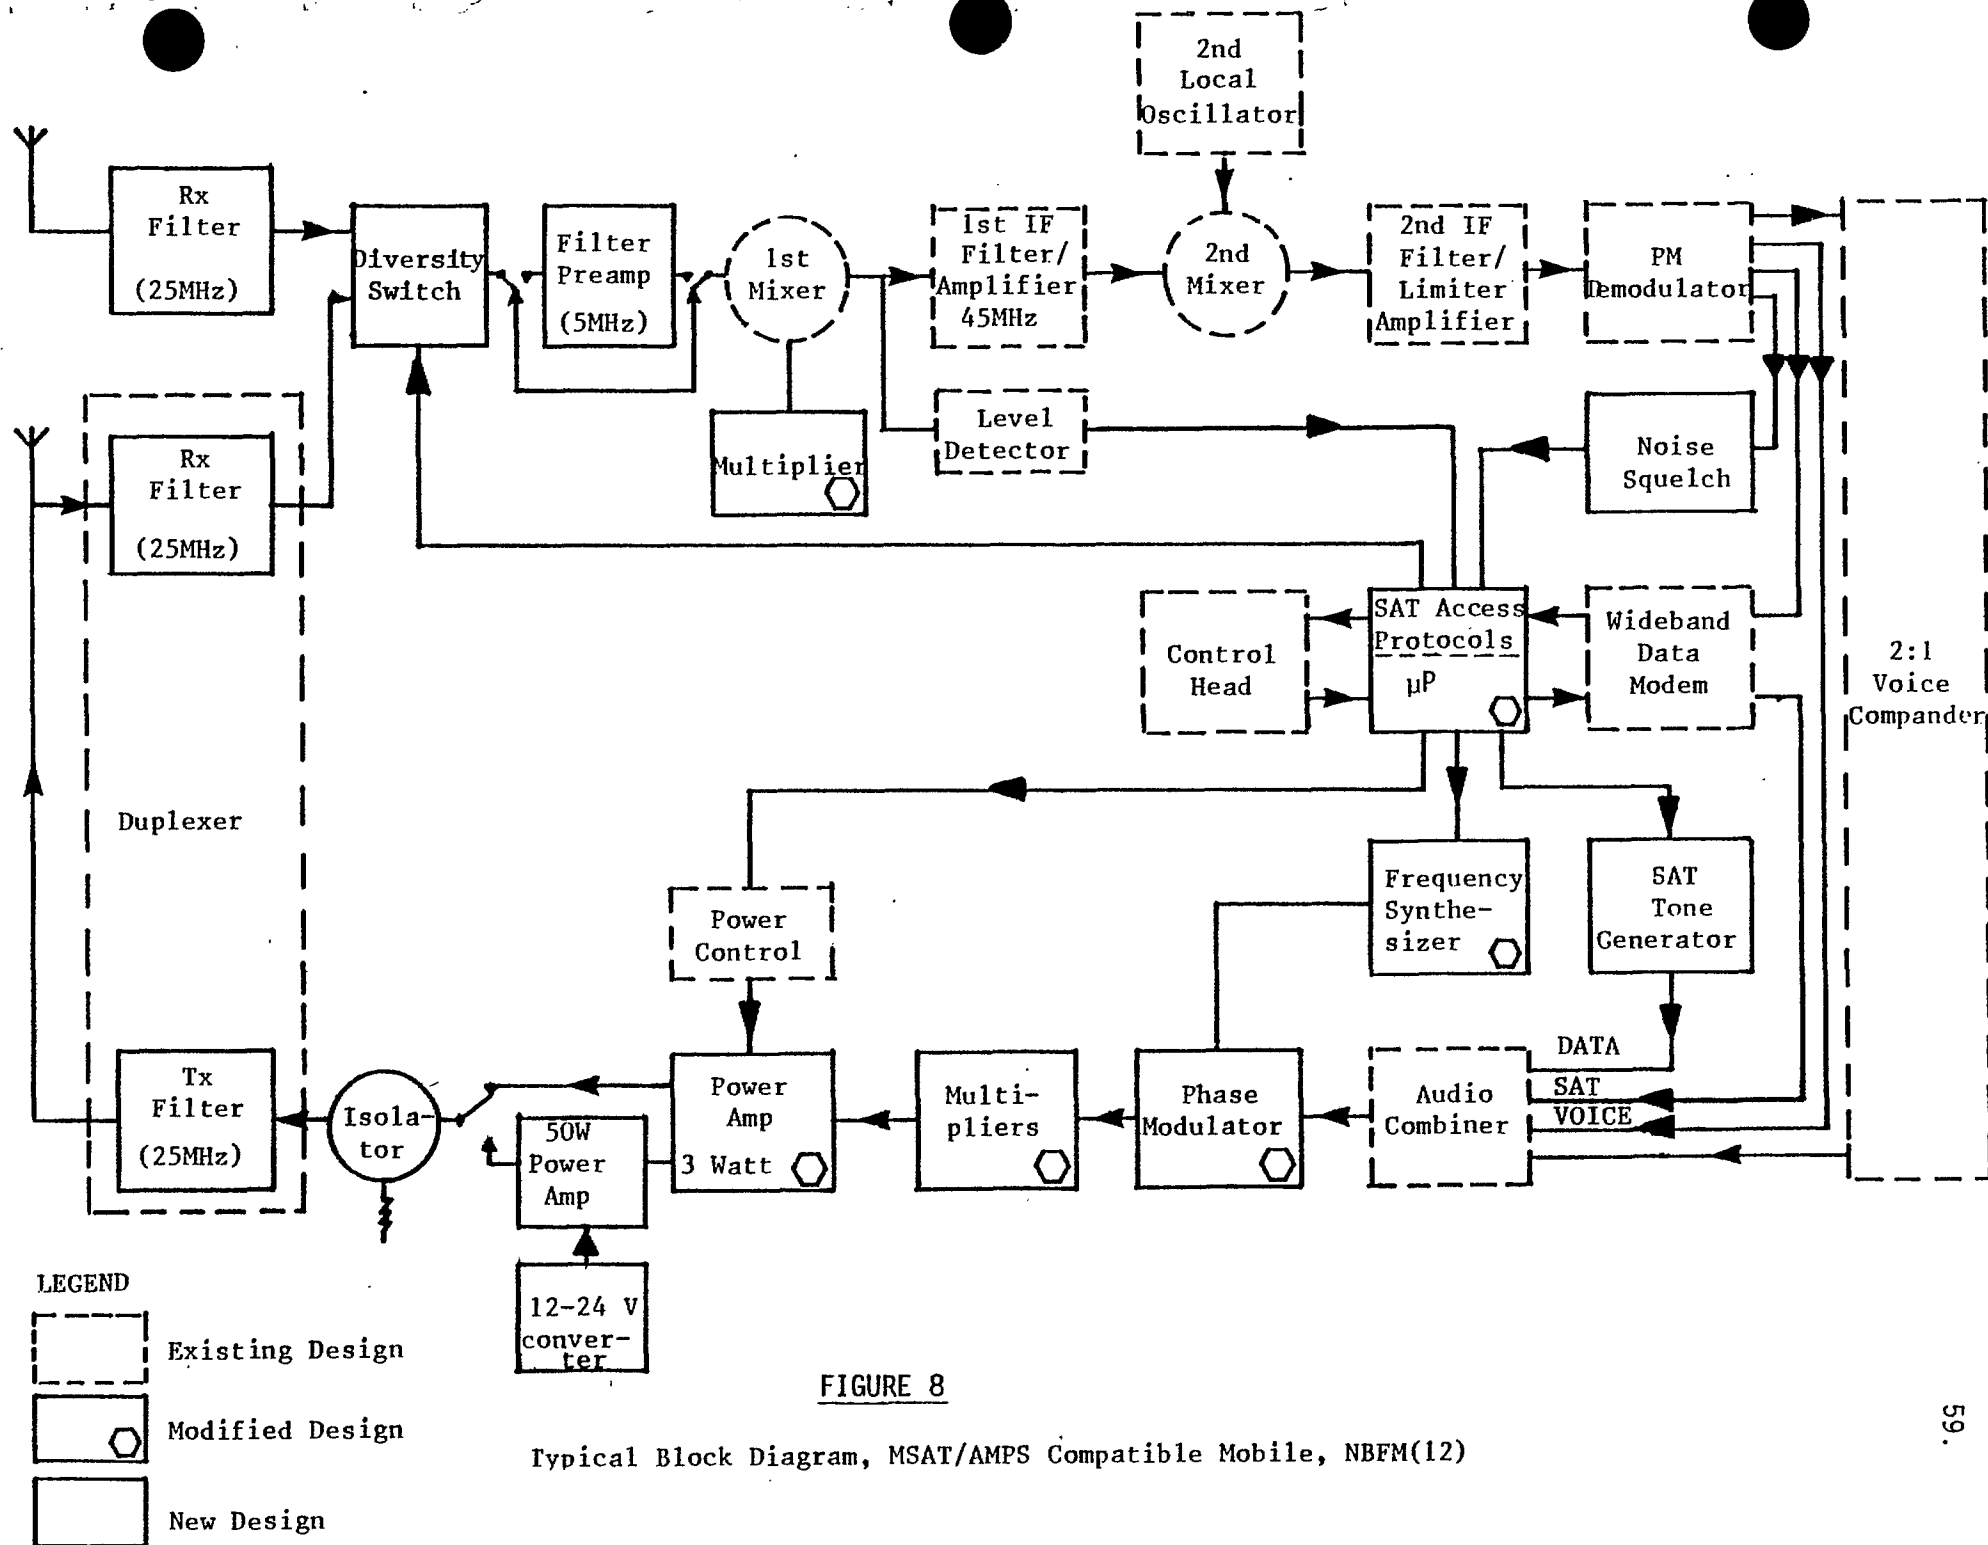 2nd
Local
Oscillator
Rx
Filter
(25MHz)
Diversity
Switch
Filter
Preamp
(5MHz)
1st
Mixer
1st IF
Filter/
Amplifier
45MHz
2nd
Mixer
2nd IF
Filter/
Limiter
Amplifier
PM
Demodulator
Level
Detector
Multiplier
Noise
Squelch
Rx
Filter
(25MHz)
SAT Access
Protocols
µP
Control
Head
Wideband
Data
Modem
2:1
Voice
Compander
Duplexer
Power
Control
Frequency
Synthe-
sizer
SAT
Tone
Generator
DATA
SAT
VOICE
Tx
Filter
(25MHz)
Isola-
tor
50W
Power
Amp
Power
Amp
3 Watt
Multi-
pliers
Phase
Modulator
Audio
Combiner
12-24 V
conver-
ter
LEGEND
Existing Design
Modified Design
New Design
FIGURE 8
Typical Block Diagram, MSAT/AMPS Compatible Mobile, NBFM(12)
59.